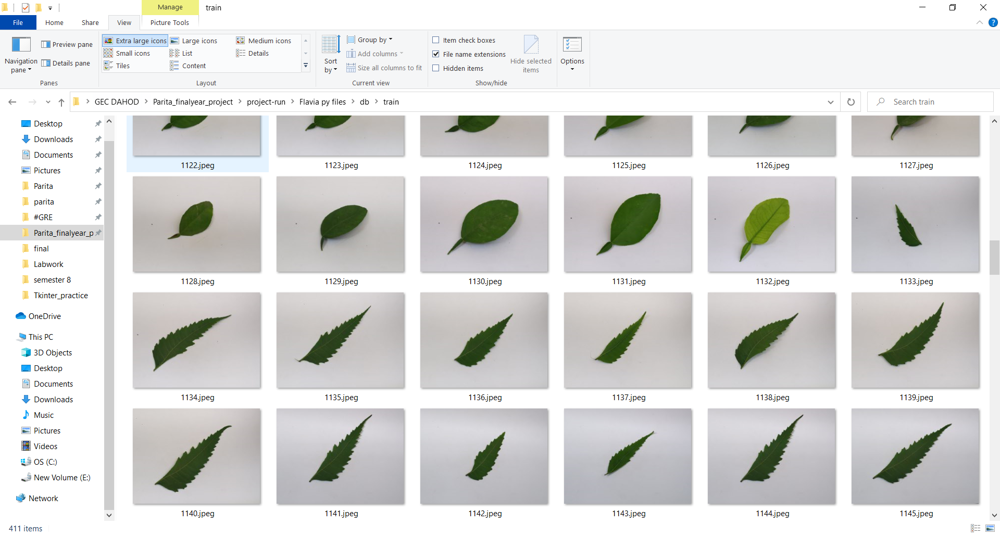 Manage
train
File
Home
Share
View
Picture Tools
Navigation pane
Preview pane
Details pane
Panes
Extra large icons
Large icons
Medium icons
Small icons
List
Details
Tiles
Content
Layout
Sort by
Group by
Add columns
Size all columns to fit
Current view
Item check boxes
File name extensions
Hidden items
Hide selected items
Show/hide
Options
GEC DAHOD > Parita_finalyear_project > project-run > Flavia py files > db > train
Search train
Desktop
Downloads
Documents
Pictures
Parita
parita
#GRE
Parita_finalyear_p
final
Labwork
semester 8
Tkinter_practice
OneDrive
This PC
3D Objects
Desktop
Documents
Downloads
Music
Pictures
Videos
OS (C:)
New Volume (E:)
Network
1122.jpeg
1123.jpeg
1124.jpeg
1125.jpeg
1126.jpeg
1127.jpeg
1128.jpeg
1129.jpeg
1130.jpeg
1131.jpeg
1132.jpeg
1133.jpeg
1134.jpeg
1135.jpeg
1136.jpeg
1137.jpeg
1138.jpeg
1139.jpeg
1140.jpeg
1141.jpeg
1142.jpeg
1143.jpeg
1144.jpeg
1145.jpeg
411 items